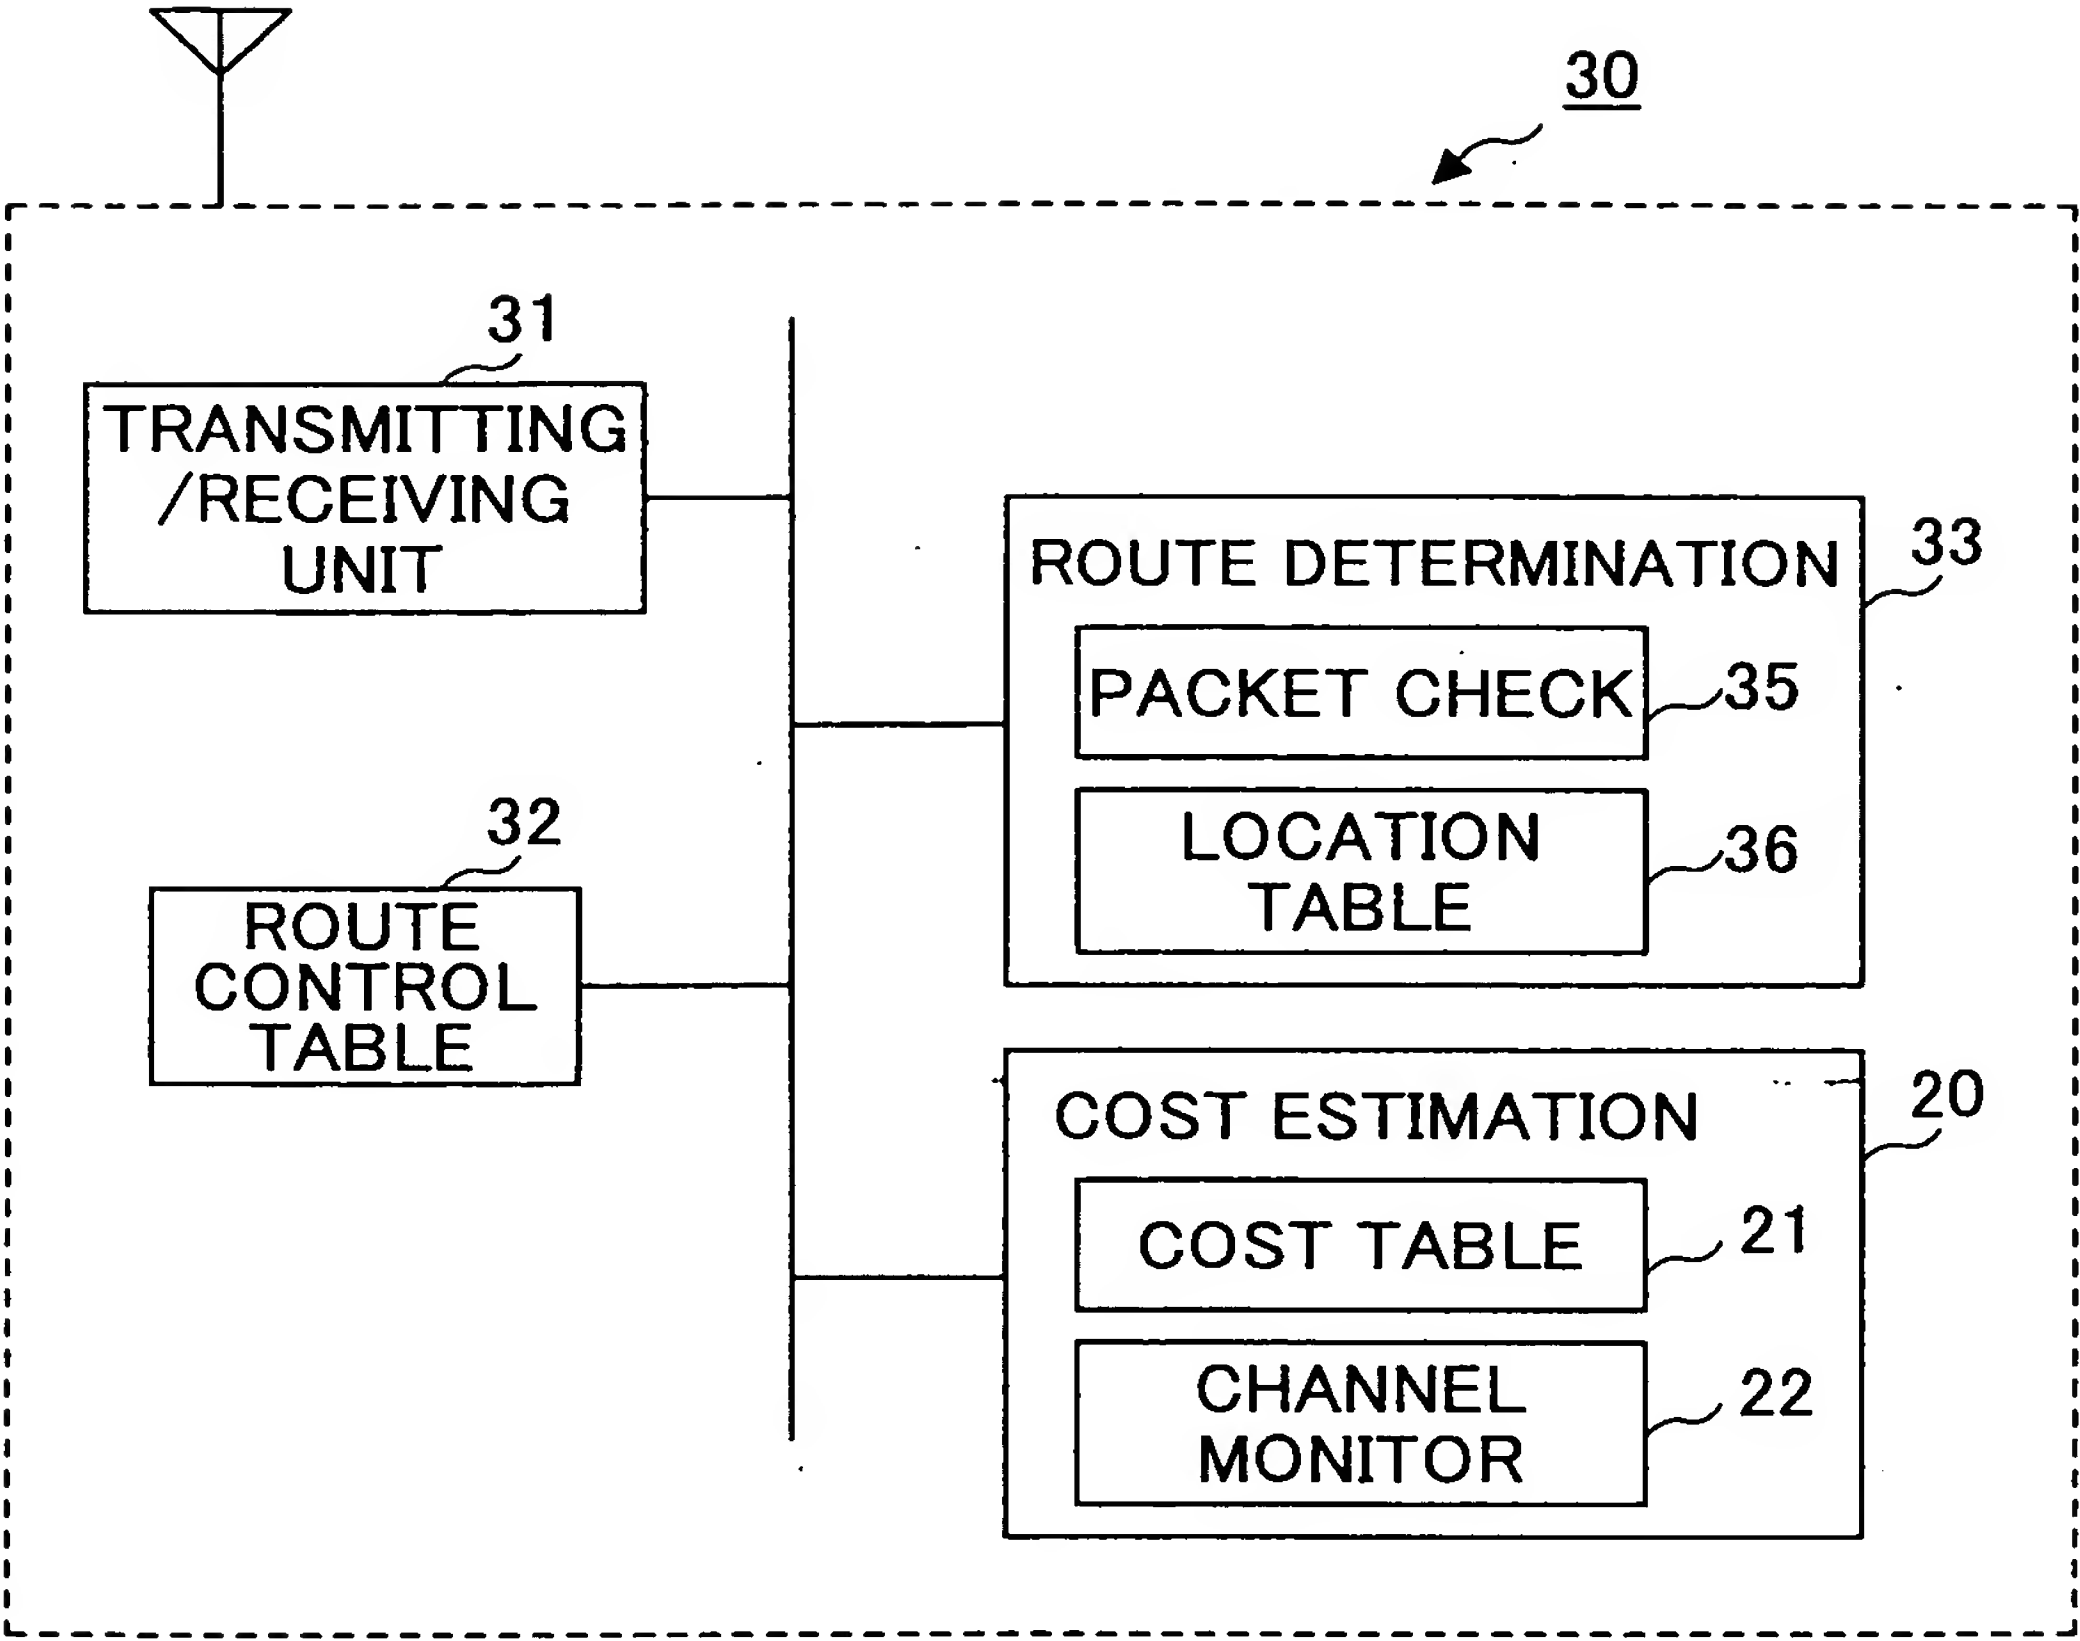 30
31
TRANSMITTING
/RECEIVING
UNIT
32
ROUTE
CONTROL
TABLE
ROUTE DETERMINATION
33
PACKET CHECK
35
LOCATION
TABLE
36
COST ESTIMATION
20
COST TABLE
21
CHANNEL
MONITOR
22